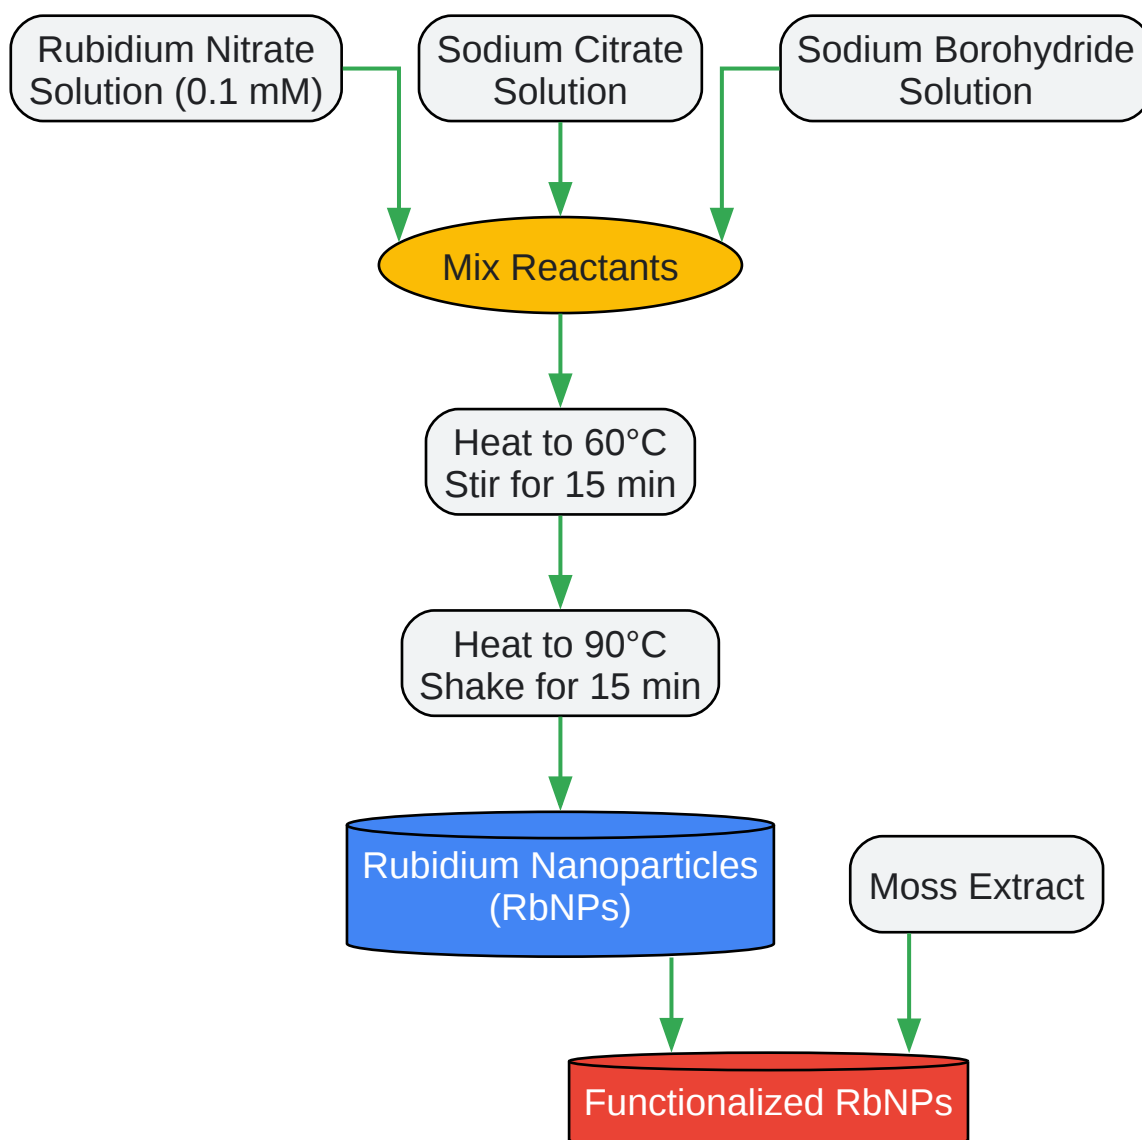 Rubidium Nitrate
Solution (0.1 mM)
Sodium Citrate
Solution
Sodium Borohydride
Solution
Mix Reactants
Heat to 60°C
Stir for 15 min
Heat to 90°C
Shake for 15 min
Rubidium Nanoparticles
(RbNPs)
Moss Extract
Functionalized RbNPs